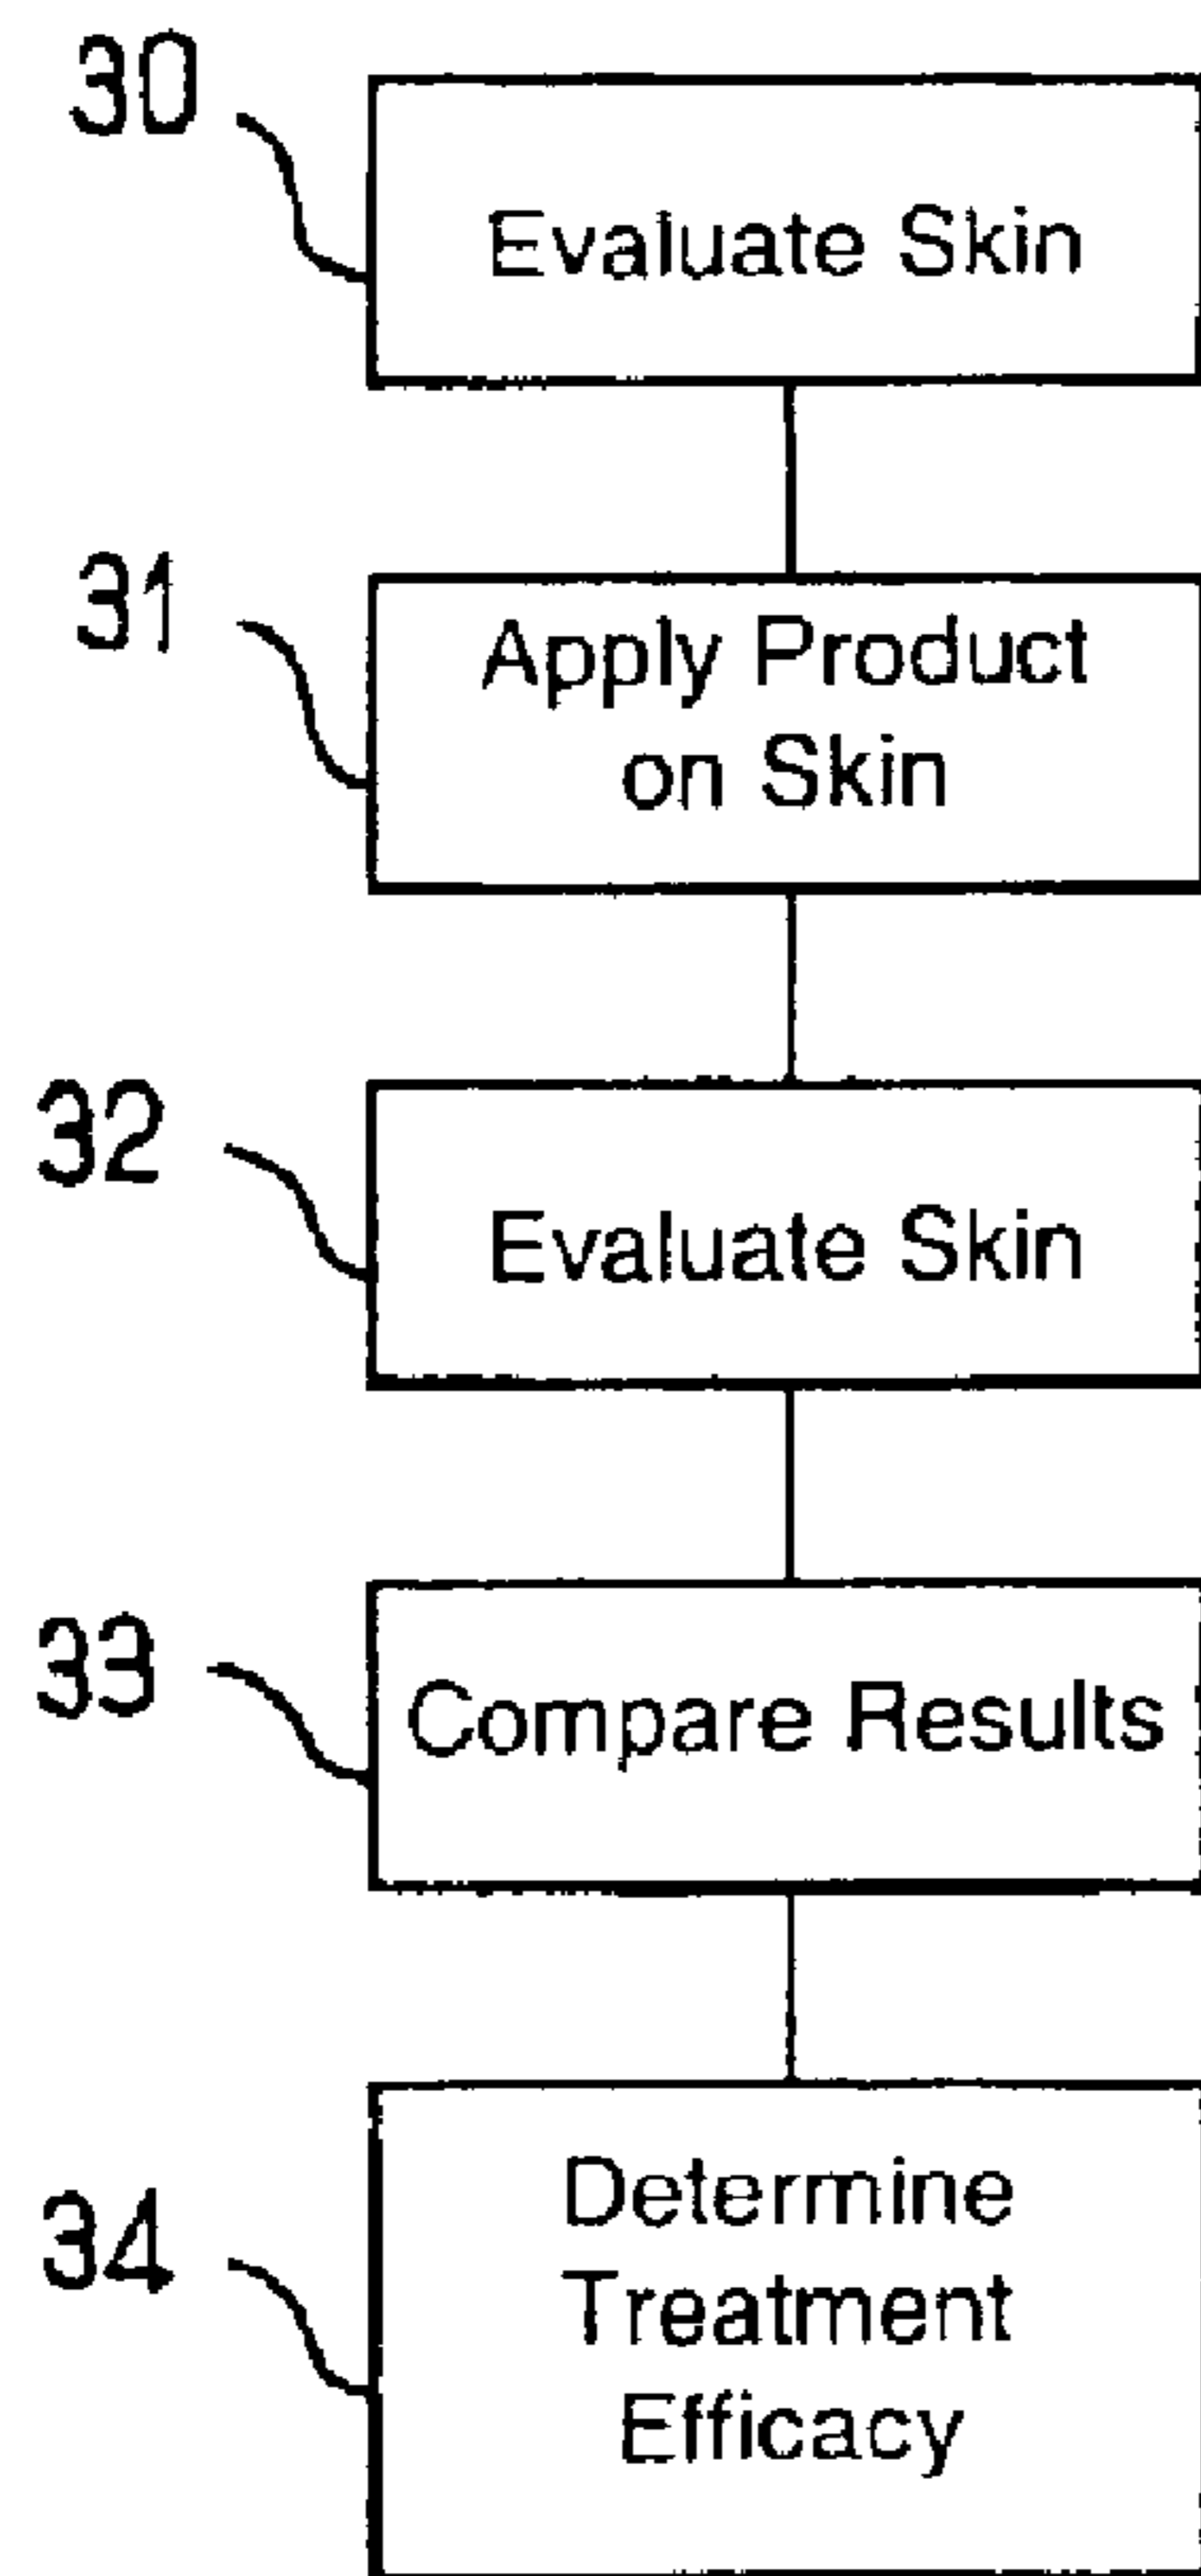 30
Evaluate Skin
31
Apply Product
on Skin
32
Evaluate Skin
33
Compare Results
34
Determine
Treatment
Efficacy